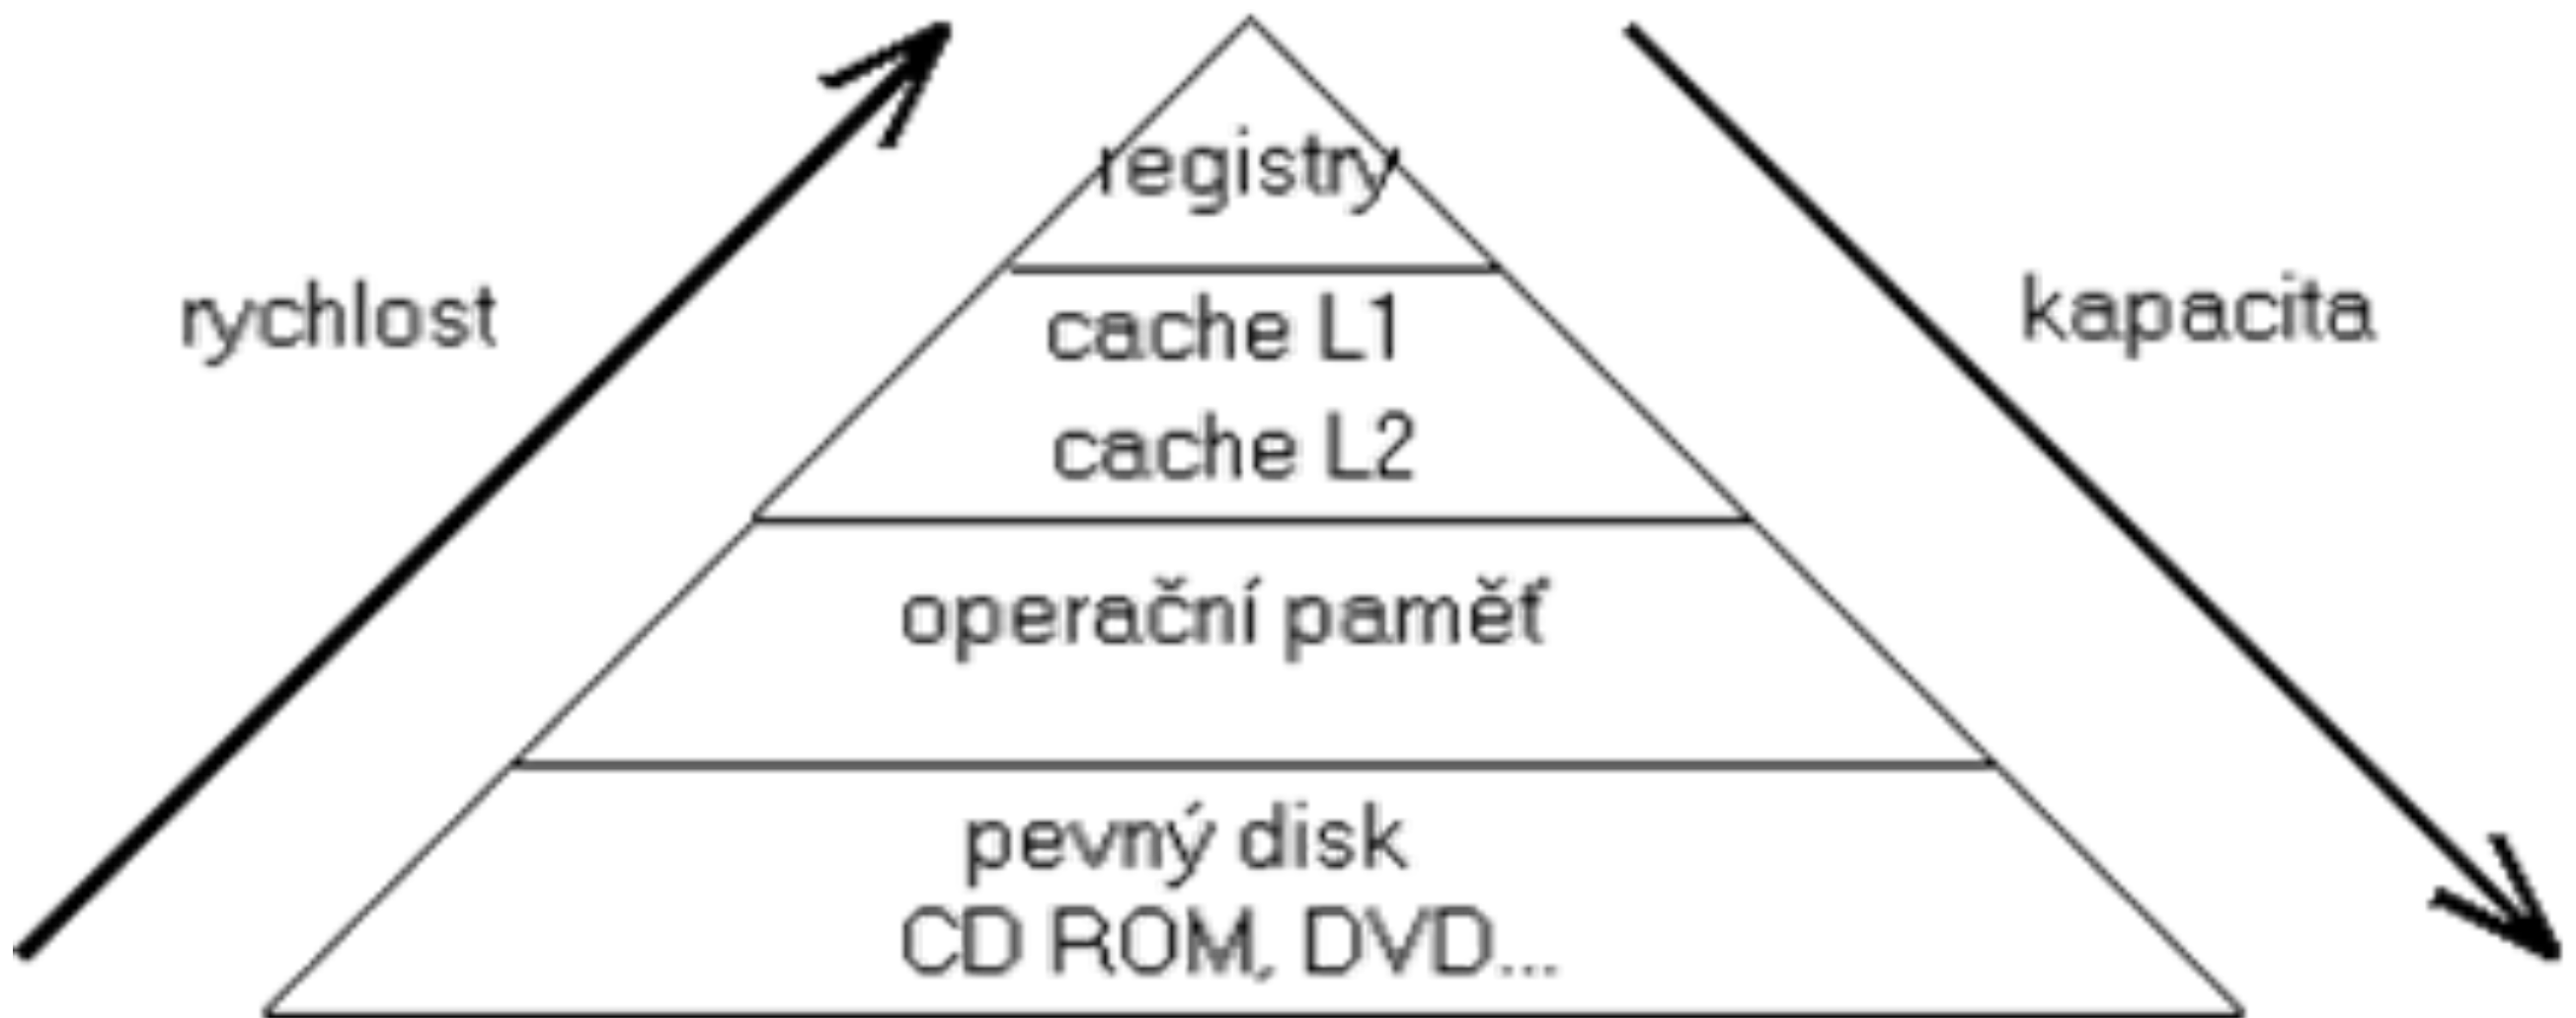 registry
rychlost
kapacita
cache L1
cache L2
operační paměť
pevný disk
CD ROM, DVD...